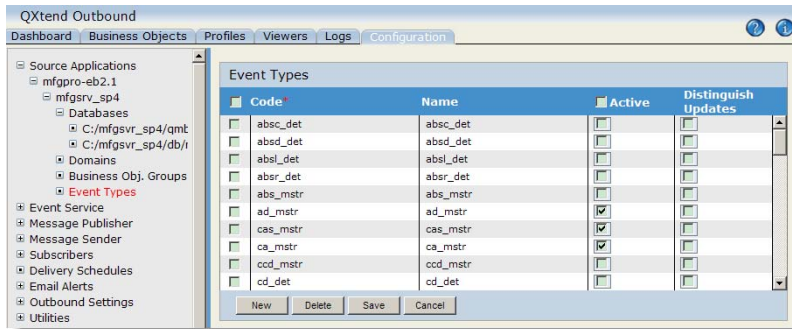 QXtend Outbound
Dashboard Business Objects Profiles Viewers Logs Configuration
Source Applications
mfgpro-eb2.1
mfgsrv_sp4
Databases
C:/mfgsvr_sp4/qmb
C:/mfgsvr_sp4/db/
Domains
Business Obj. Groups
Event Types
Event Service
Message Publisher
Message Sender
Subscribers
Delivery Schedules
Email Alerts
Outbound Settings
Utilities
Event Types
Code* Name Active Distinguish Updates
absc_det absc_det
absd_det absd_det
absl_det absl_det
absr_det absr_det
abs_mstr abs_mstr
ad_mstr ad_mstr
cas_mstr cas_mstr
ca_mstr ca_mstr
ccd_mstr ccd_mstr
cd_det cd_det
New Delete Save Cancel